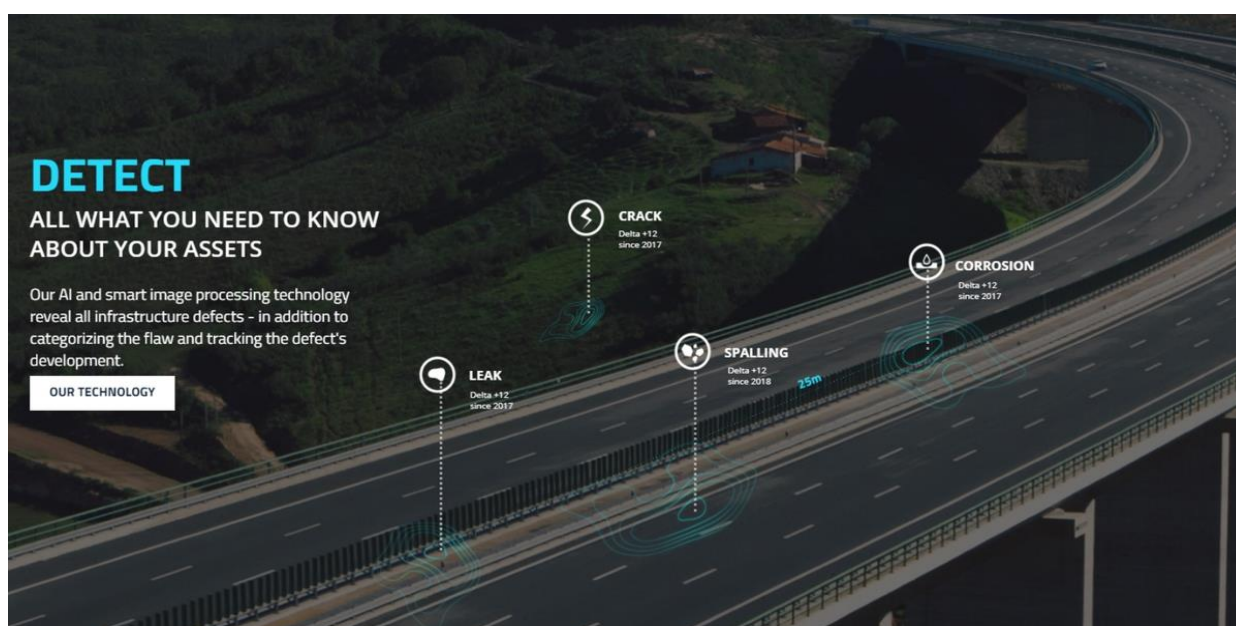 DETECT
ALL WHAT YOU NEED TO KNOW
ABOUT YOUR ASSETS
Our AI and smart image processing technology
reveal all infrastructure defects - in addition to
categorizing the flaw and tracking the defect's
development.
OUR TECHNOLOGY
CRACK
Delta +12
since 2017
CORROSION
Delta +12
since 2017
SPALLING
Delta +12
since 2018
25m
LEAK
Delta +12
since 2017